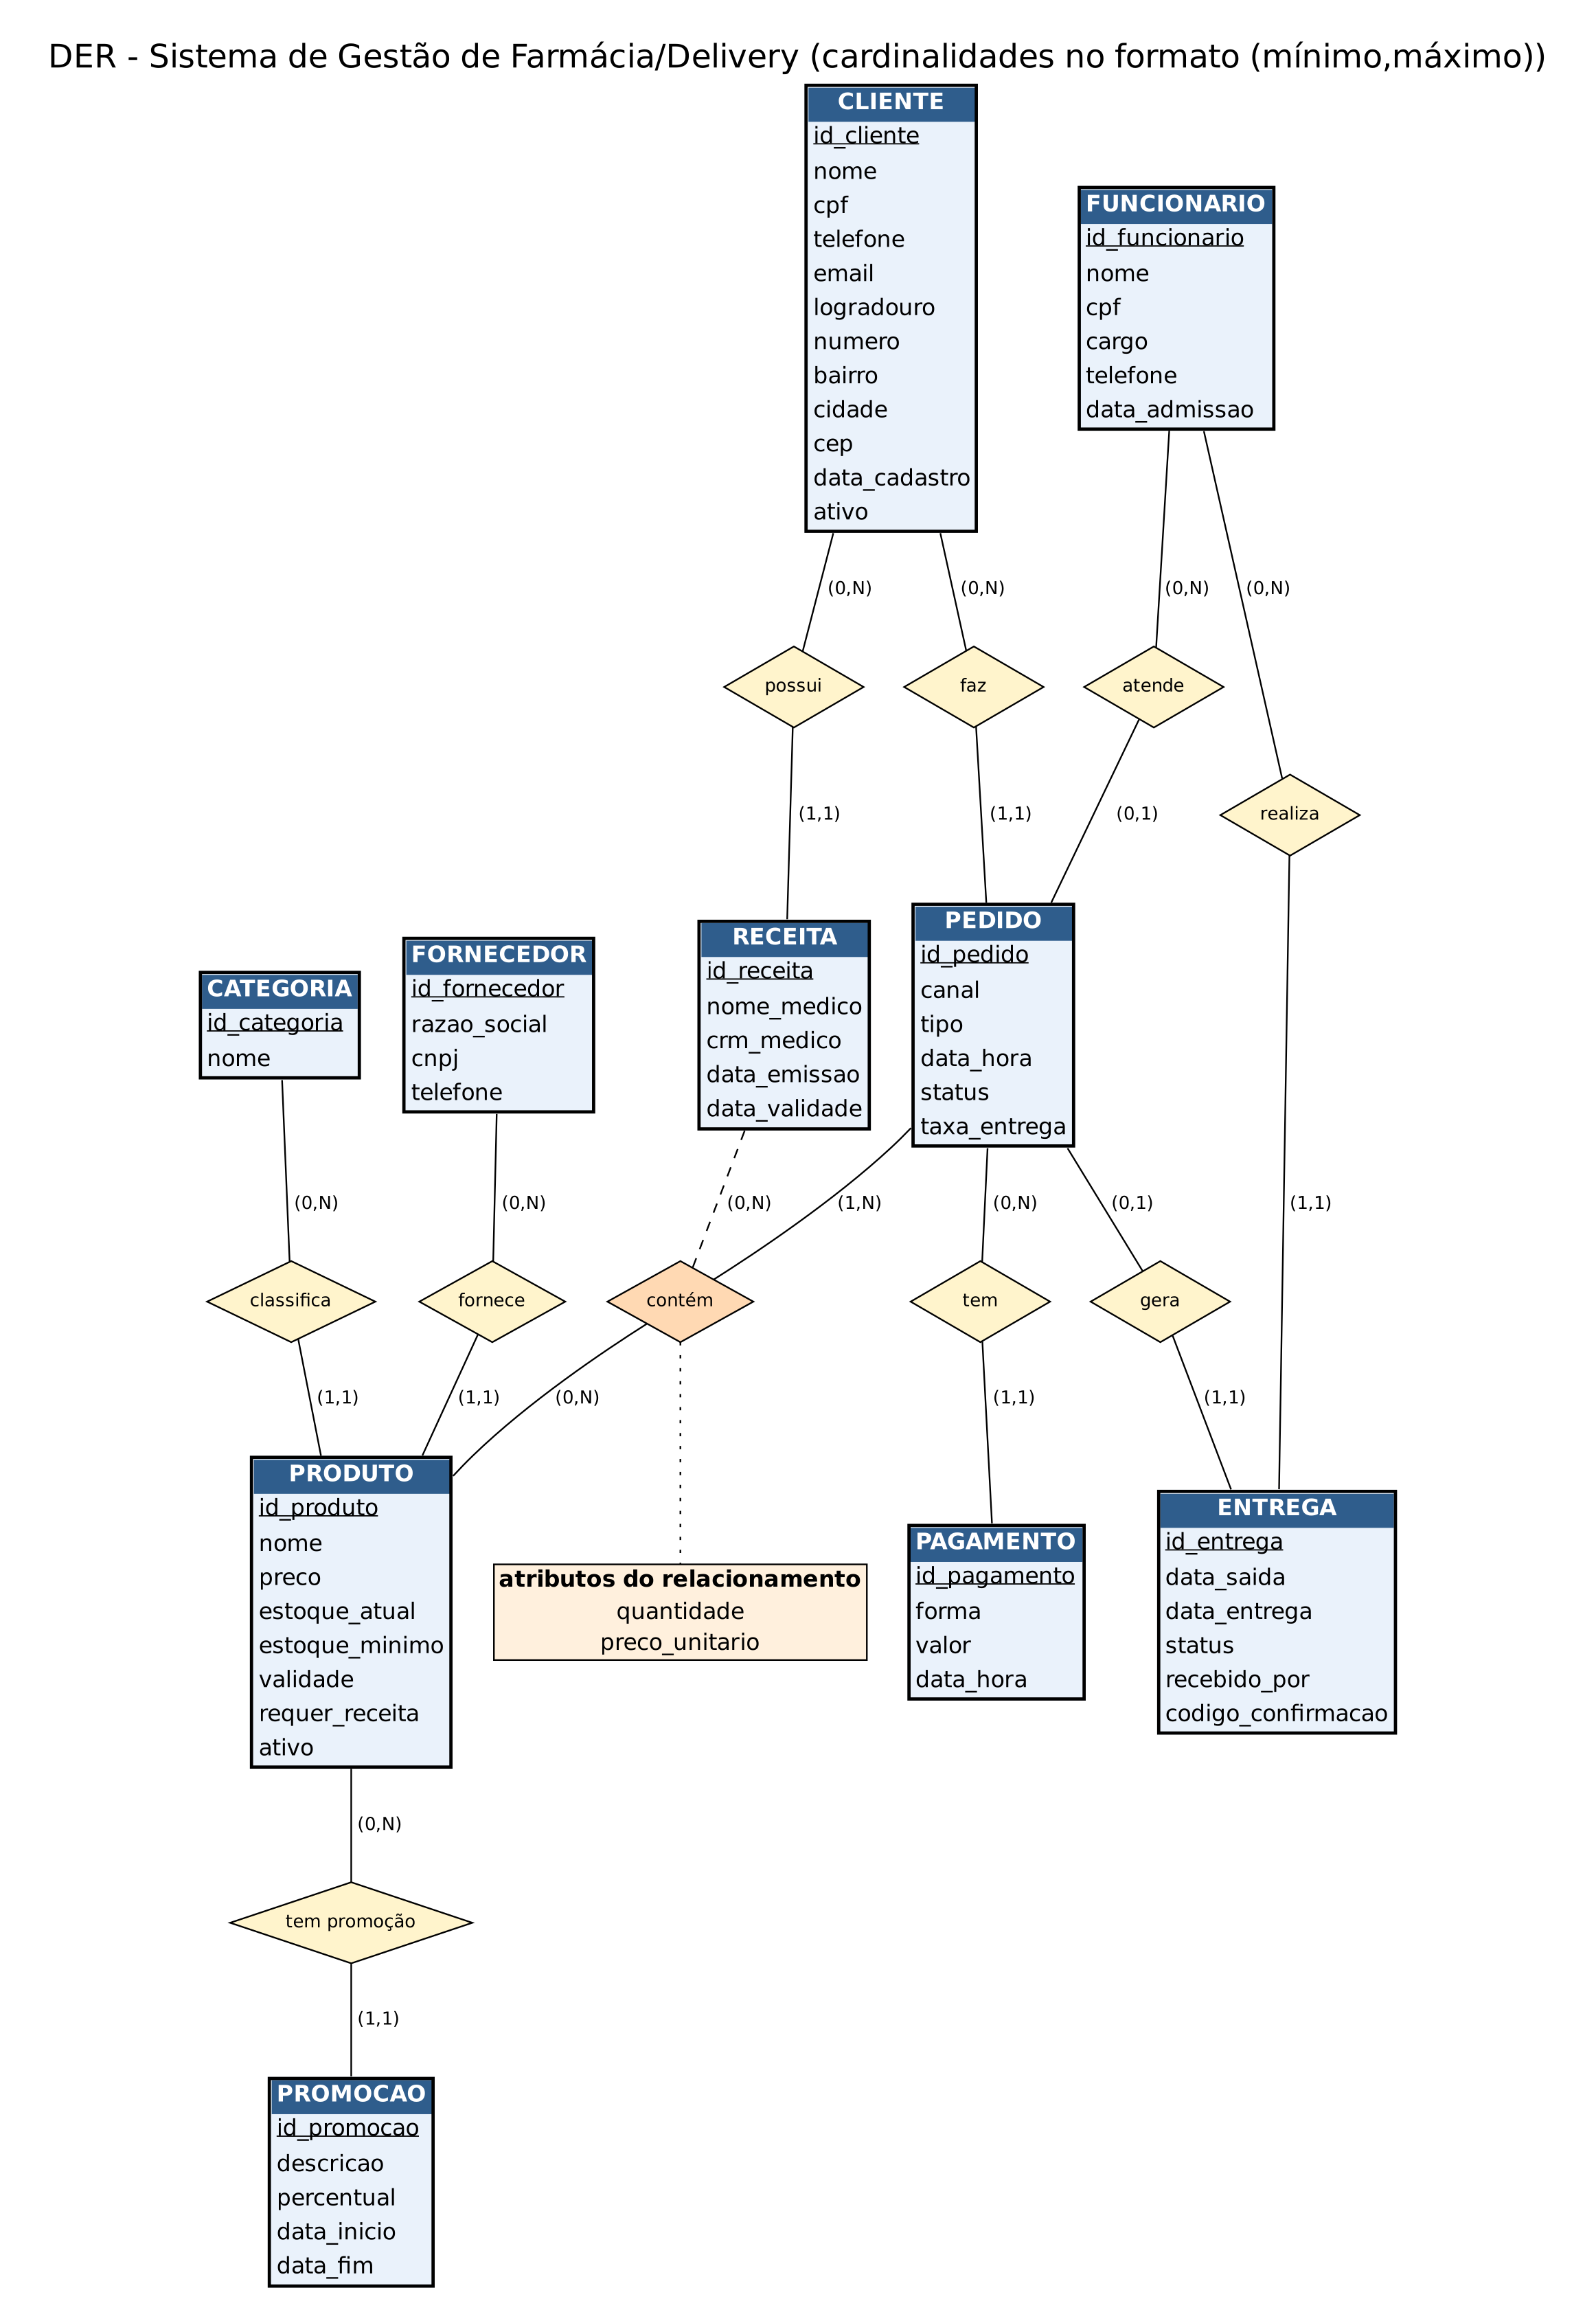 DER - Sistema de Gestão de Farmácia/Delivery (cardinalidades no formato (mínimo,máximo))
CLIENTE
id_cliente
nome
cpf
telefone
email
logradouro
numero
bairro
cidade
cep
data_cadastro
ativo
FUNCIONARIO
id_funcionario
nome
cpf
cargo
telefone
data_admissao
(0,N)
(0,N)
(0,N)
(0,N)
possui
faz
atende
realiza
(1,1)
(1,1)
(0,1)
CATEGORIA
id_categoria
nome
FORNECEDOR
id_fornecedor
razao_social
cnpj
telefone
RECEITA
id_receita
nome_medico
crm_medico
data_emissao
data_validade
PEDIDO
id_pedido
canal
tipo
data_hora
status
taxa_entrega
(0,N)
(0,N)
(0,N)
(1,N)
(0,N)
(0,1)
(1,1)
classifica
fornece
contém
tem
gera
(1,1)
(1,1)
(0,N)
(1,1)
(1,1)
PRODUTO
id_produto
nome
preco
estoque_atual
estoque_minimo
validade
requer_receita
ativo
atributos do relacionamento
quantidade
preco_unitario
PAGAMENTO
id_pagamento
forma
valor
data_hora
ENTREGA
id_entrega
data_saida
data_entrega
status
recebido_por
codigo_confirmacao
(0,N)
tem promoção
(1,1)
PROMOCAO
id_promocao
descricao
percentual
data_inicio
data_fim